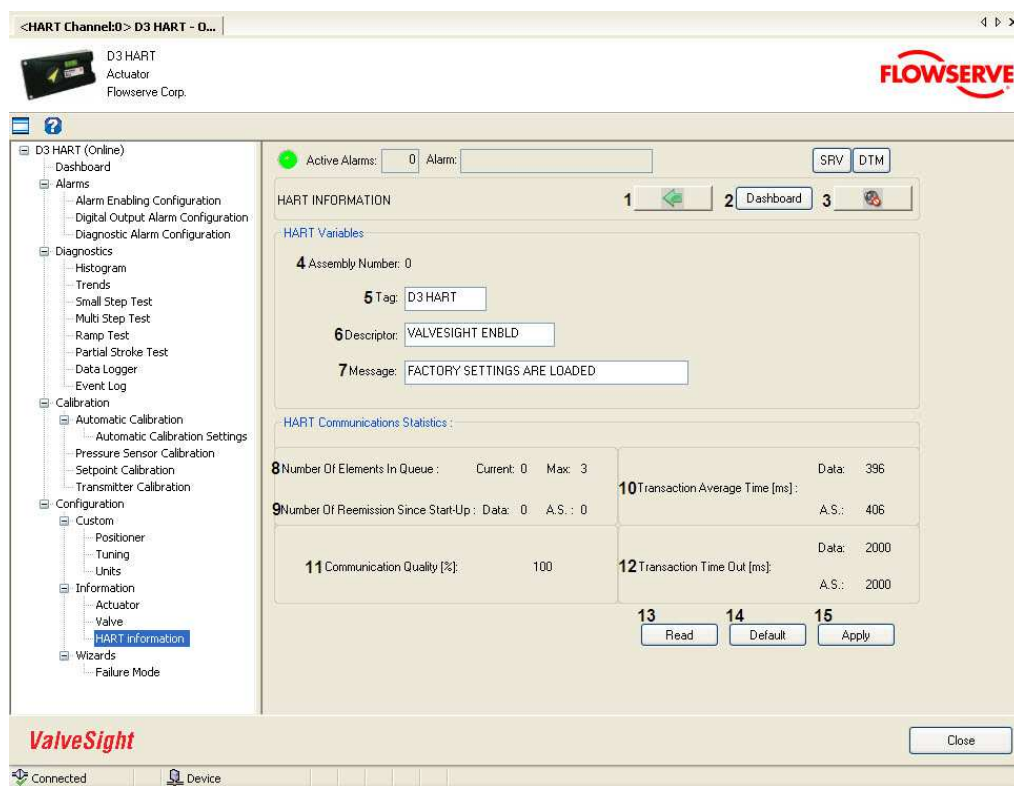 <HART Channel:0> D3 HART - O...
D3 HART
Actuator
Flowserve Corp.
FLOWSERVE
D3 HART (Online)
Dashboard
Alarms
Alarm Enabling Configuration
Digital Output Alarm Configuration
Diagnostic Alarm Configuration
Diagnostics
Histogram
Trends
Small Step Test
Multi Step Test
Ramp Test
Partial Stroke Test
Data Logger
Event Log
Calibration
Automatic Calibration
Automatic Calibration Settings
Pressure Sensor Calibration
Setpoint Calibration
Transmitter Calibration
Configuration
Custom
Positioner
Tuning
Units
Information
Actuator
Valve
HART information
Wizards
Failure Mode
Active Alarms: 0 Alarm: SRV DTM
HART INFORMATION 1 2 Dashboard 3
HART Variables
4 Assembly Number: 0
5 Tag: D3 HART
6 Descriptor: VALVESIGHT ENBLD
7 Message: FACTORY SETTINGS ARE LOADED
HART Communications Statistics :
8 Number Of Elements In Queue : Current: 0 Max: 3
9 Number Of Reemission Since Start-Up : Data: 0 A.S. : 0
10 Transaction Average Time [ms] :
Data: 396
A.S.: 406
11 Communication Quality [%]: 100
12 Transaction Time Out [ms]:
Data: 2000
A.S.: 2000
13 14 15
Read Default Apply
ValveSight
Close
Connected Device